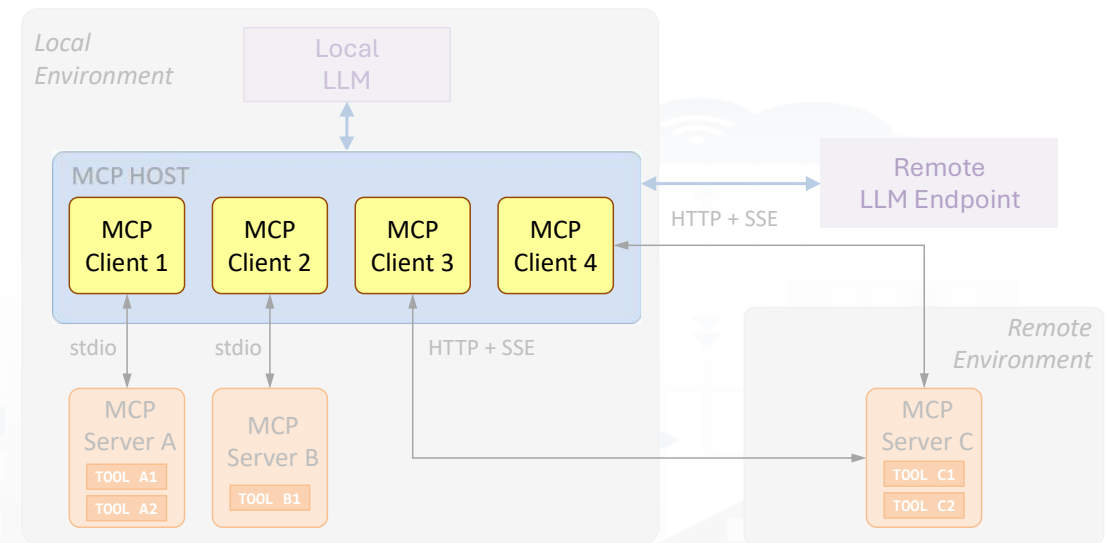 Local
Environment
Local
LLM
MCP HOST
Remote
LLM Endpoint
MCP
Client 1
MCP
Client 2
MCP
Client 3
MCP
Client 4
HTTP + SSE
stdio
stdio
HTTP + SSE
Remote
Environment
MCP
Server A
TOOL A1
TOOL A2
MCP
Server B
TOOL B1
MCP
Server C
TOOL C1
TOOL C2